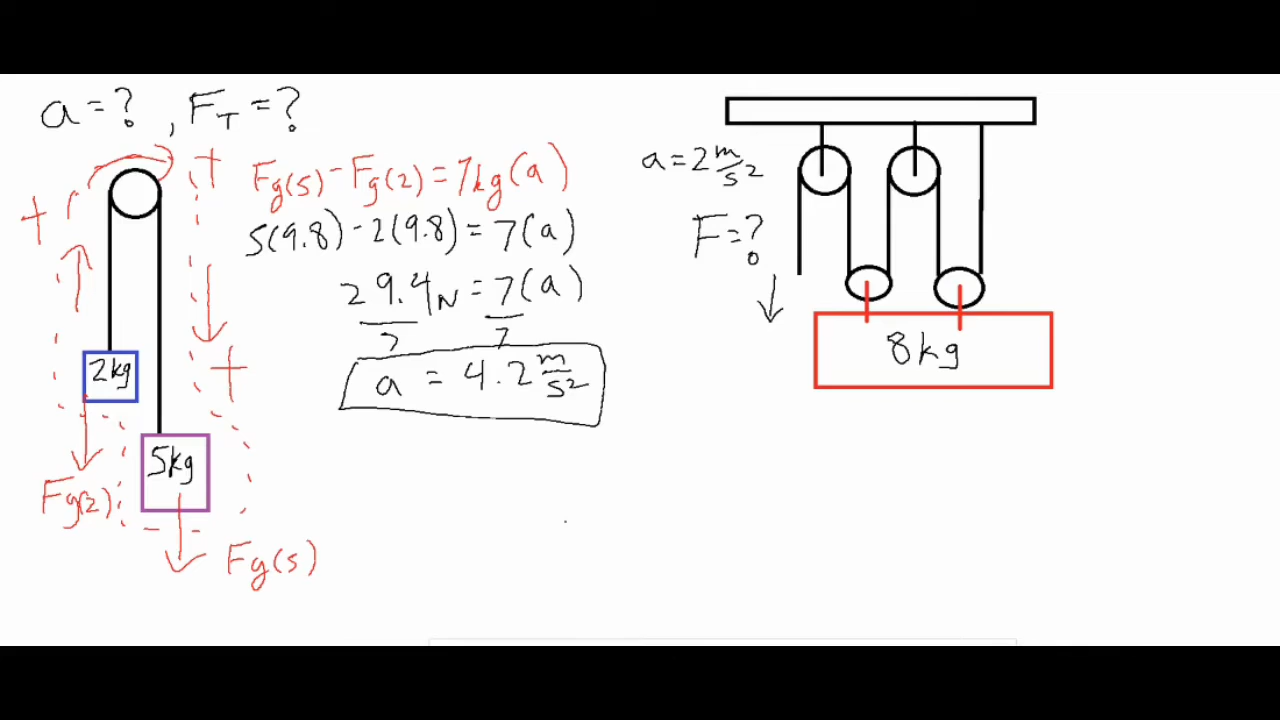 a = ? , F_T = ?
+
+
Fg(5) - Fg(2) = 7kg(a)
5(9.8) - 2(9.8) = 7(a)
29.4N = 7(a)
7 7
a = 4.2 m/s²
+
2kg
5kg
Fg(2)
Fg(5)
a = 2 m/s²
F = ?
8kg